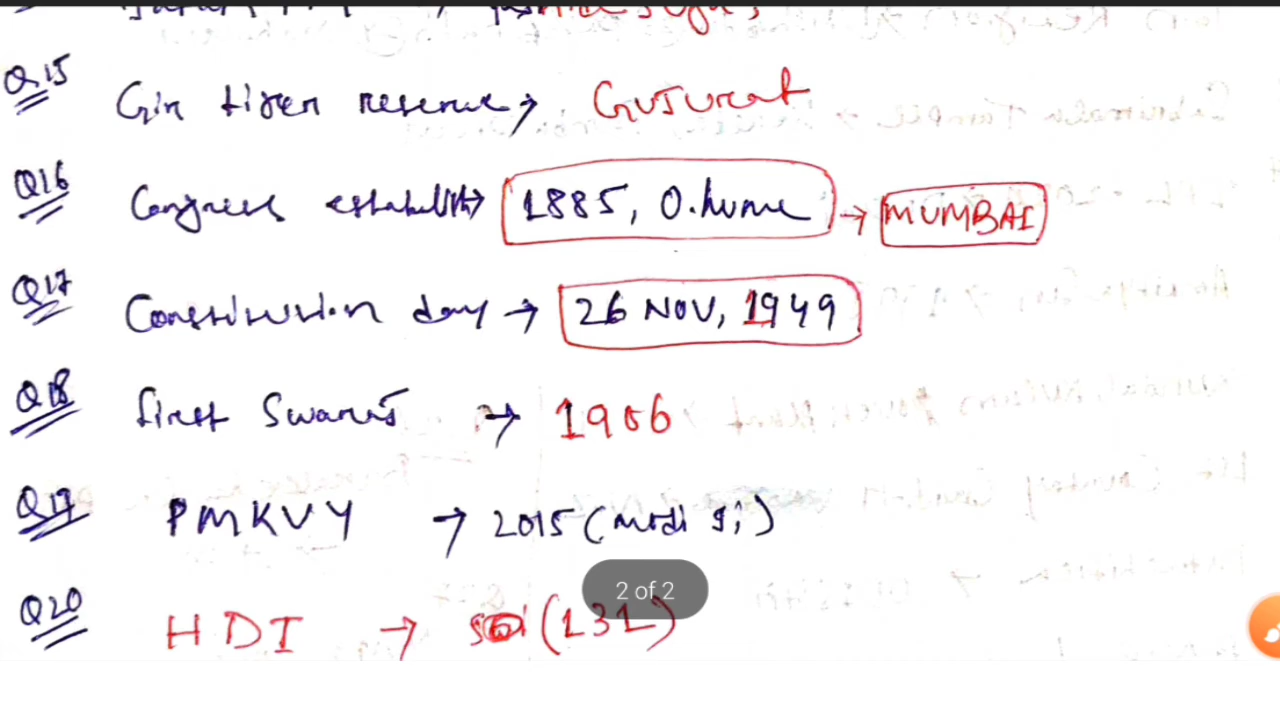 Q15 Gir tiger reserve → GUJURAt
Q16 Congress establish → 1885, O.hume → MUMBAI
Q17 Constitution day → 26 NOV, 1949
Q18 first Swaraj → 1906
Q19 PMKVY → 2015 (modi ji)
2 of 2
Q20 HDI → (131)